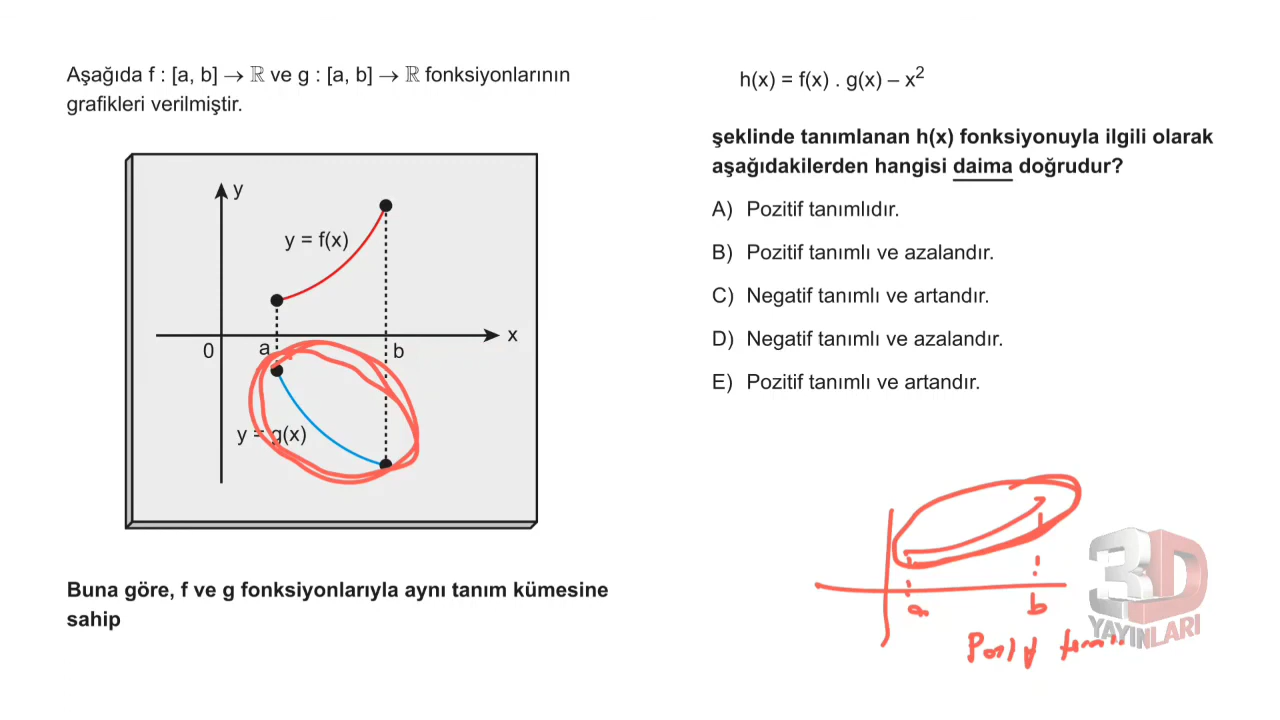 Aşağıda f : [a, b] → ℝ ve g : [a, b] → ℝ fonksiyonlarının
grafikleri verilmiştir.
y
y = f(x)
x
0
a
b
y = g(x)
Buna göre, f ve g fonksiyonlarıyla aynı tanım kümesine
sahip
h(x) = f(x) . g(x) – x²
şeklinde tanımlanan h(x) fonksiyonuyla ilgili olarak
aşağıdakilerden hangisi daima doğrudur?
A) Pozitif tanımlıdır.
B) Pozitif tanımlı ve azalandır.
C) Negatif tanımlı ve artandır.
D) Negatif tanımlı ve azalandır.
E) Pozitif tanımlı ve artandır.
a
b
3D
YAYINLARI